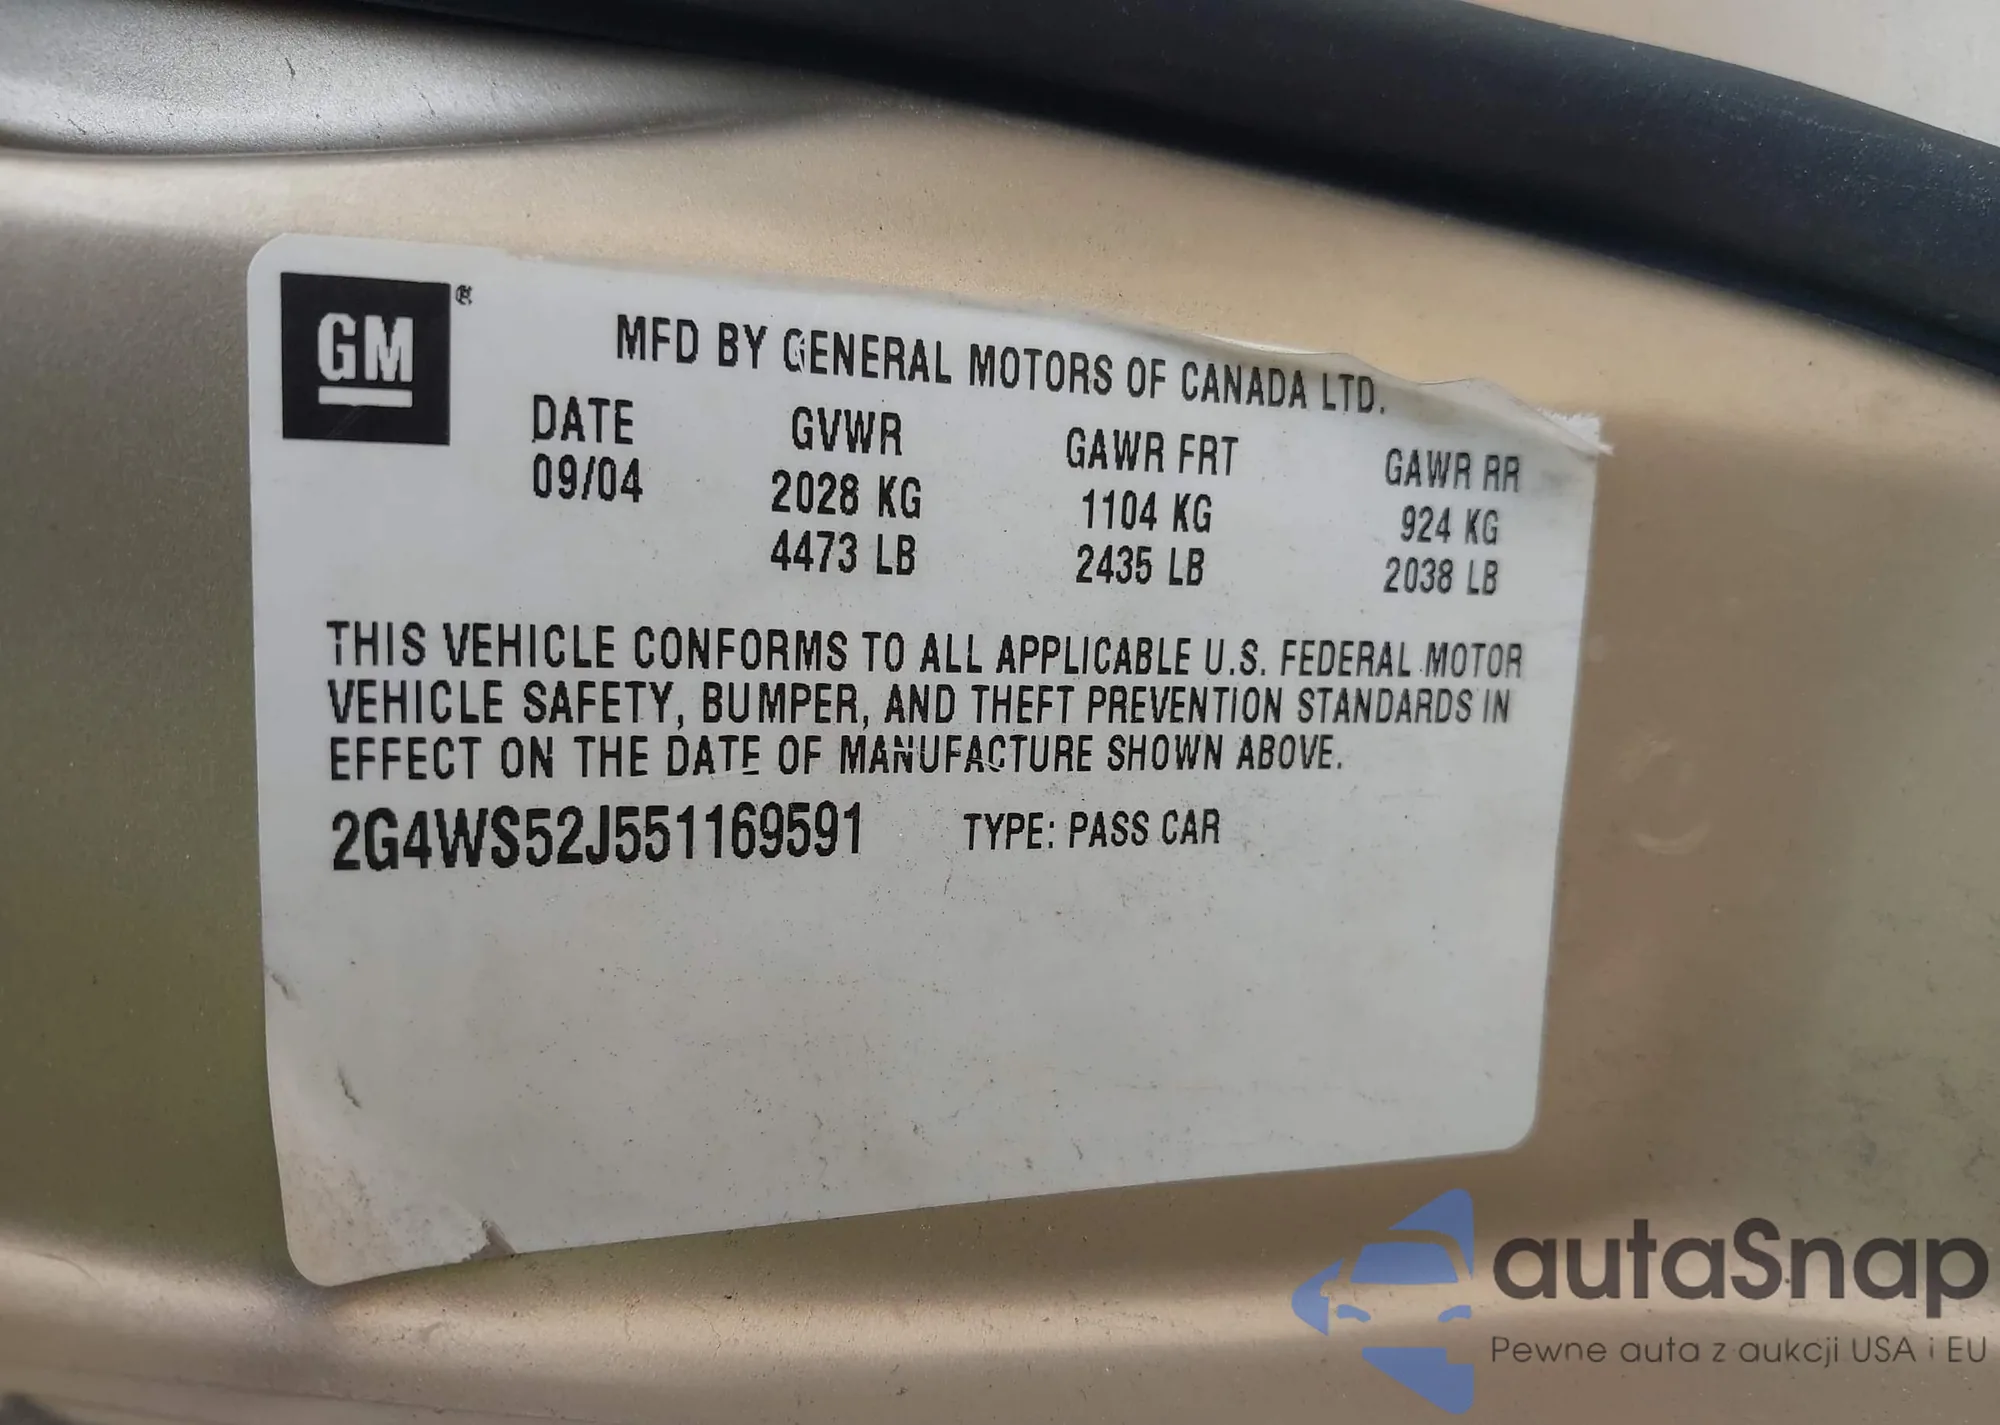 GM®
MFD BY GENERAL MOTORS OF CANADA LTD.
DATE GVWR GAWR FRT GAWR RR
09/04 2028 KG 1104 KG 924 KG
4473 LB 2435 LB 2038 LB
THIS VEHICLE CONFORMS TO ALL APPLICABLE U.S. FEDERAL MOTOR
VEHICLE SAFETY, BUMPER, AND THEFT PREVENTION STANDARDS IN
EFFECT ON THE DATE OF MANUFACTURE SHOWN ABOVE.
2G4WS52J551169591 TYPE: PASS CAR
autaSnap
Pewne auta z aukcji USA i EU